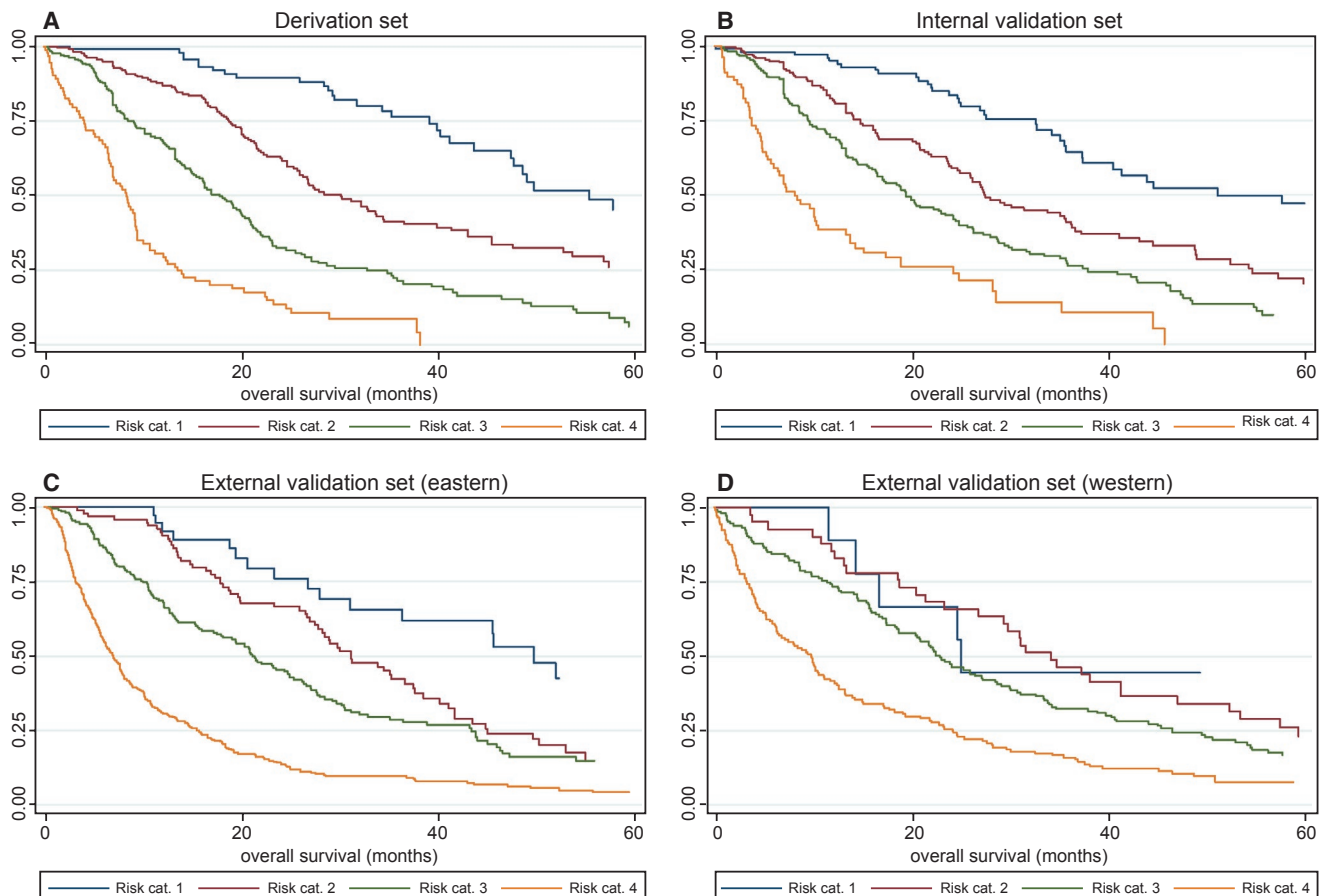 A Derivation set
1.00
0.75
0.50
0.25
0.00
0 20 40 60
overall survival (months)
Risk cat. 1 Risk cat. 2 Risk cat. 3 Risk cat. 4
B Internal validation set
1.00
0.75
0.50
0.25
0.00
0 20 40 60
overall survival (months)
Risk cat. 1 Risk cat. 2 Risk cat. 3 Risk cat. 4
C External validation set (eastern)
1.00
0.75
0.50
0.25
0.00
0 20 40 60
overall survival (months)
Risk cat. 1 Risk cat. 2 Risk cat. 3 Risk cat. 4
D External validation set (western)
1.00
0.75
0.50
0.25
0.00
0 20 40 60
overall survival (months)
Risk cat. 1 Risk cat. 2 Risk cat. 3 Risk cat. 4